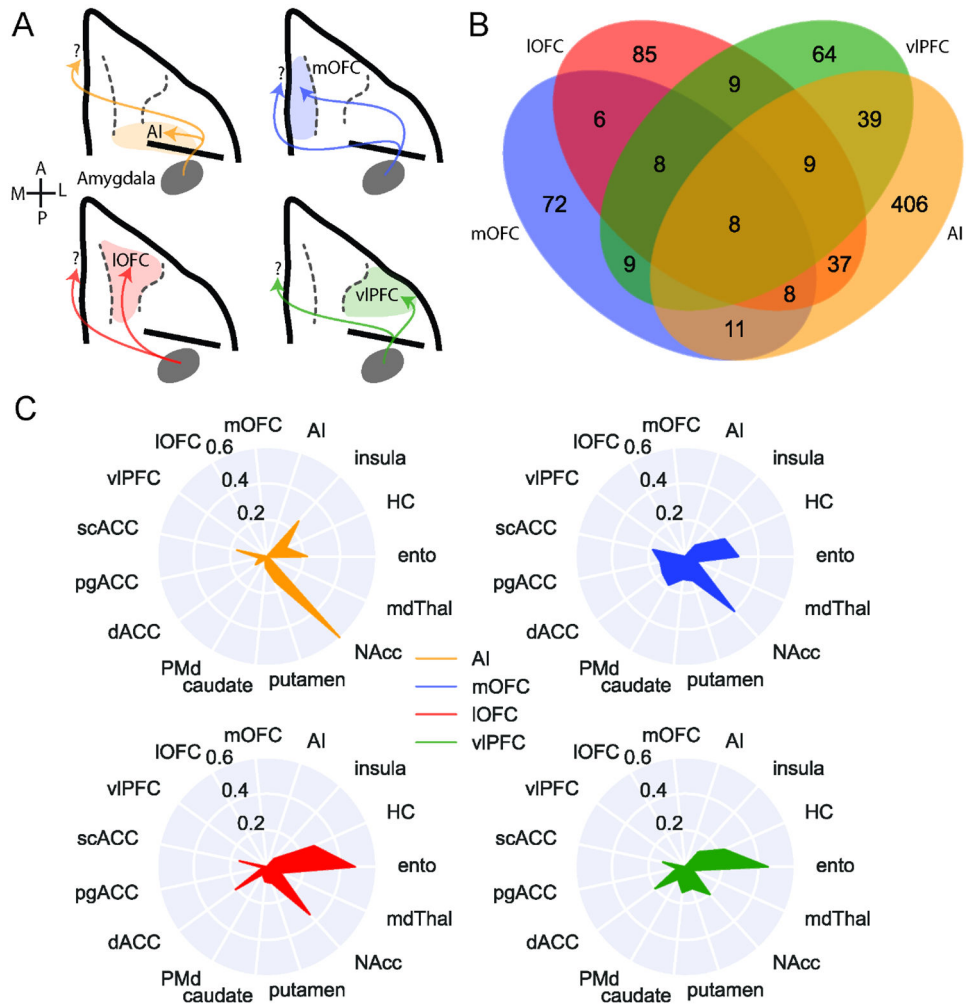 A
?
AI
? mOFC
A
M L
P
Amygdala
? lOFC
? vlPFC
B
lOFC
vlPFC
mOFC
AI
85
64
9
6
39
8
9
72
406
8
9
37
8
11
C
mOFC
AI
insula
HC
ento
mdThal
NAcc
putamen
caudate
PMd
dACC
pgACC
scACC
vlPFC
lOFC
0.6
0.4
0.2
mOFC
AI
insula
HC
ento
mdThal
NAcc
putamen
caudate
PMd
dACC
pgACC
scACC
vlPFC
lOFC
0.6
0.4
0.2
AI
mOFC
lOFC
vlPFC
mOFC
AI
insula
HC
ento
mdThal
NAcc
putamen
caudate
PMd
dACC
pgACC
scACC
vlPFC
lOFC
0.6
0.4
0.2
mOFC
AI
insula
HC
ento
mdThal
NAcc
putamen
caudate
PMd
dACC
pgACC
scACC
vlPFC
lOFC
0.6
0.4
0.2